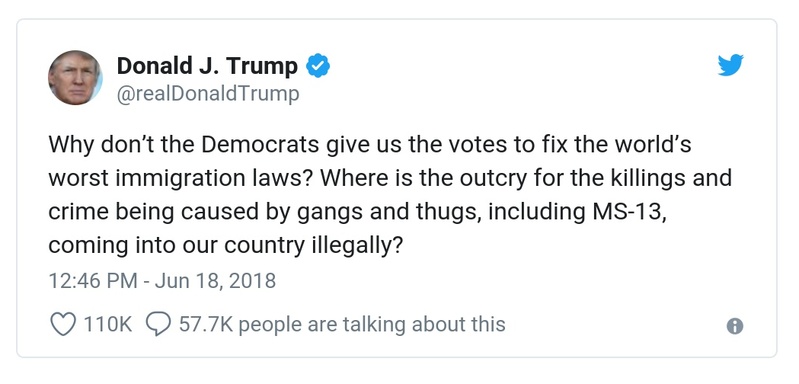 Donald J. Trump
@realDonaldTrump
Why don’t the Democrats give us the votes to fix the world’s
worst immigration laws? Where is the outcry for the killings and
crime being caused by gangs and thugs, including MS-13,
coming into our country illegally?
12:46 PM - Jun 18, 2018
110K 57.7K people are talking about this